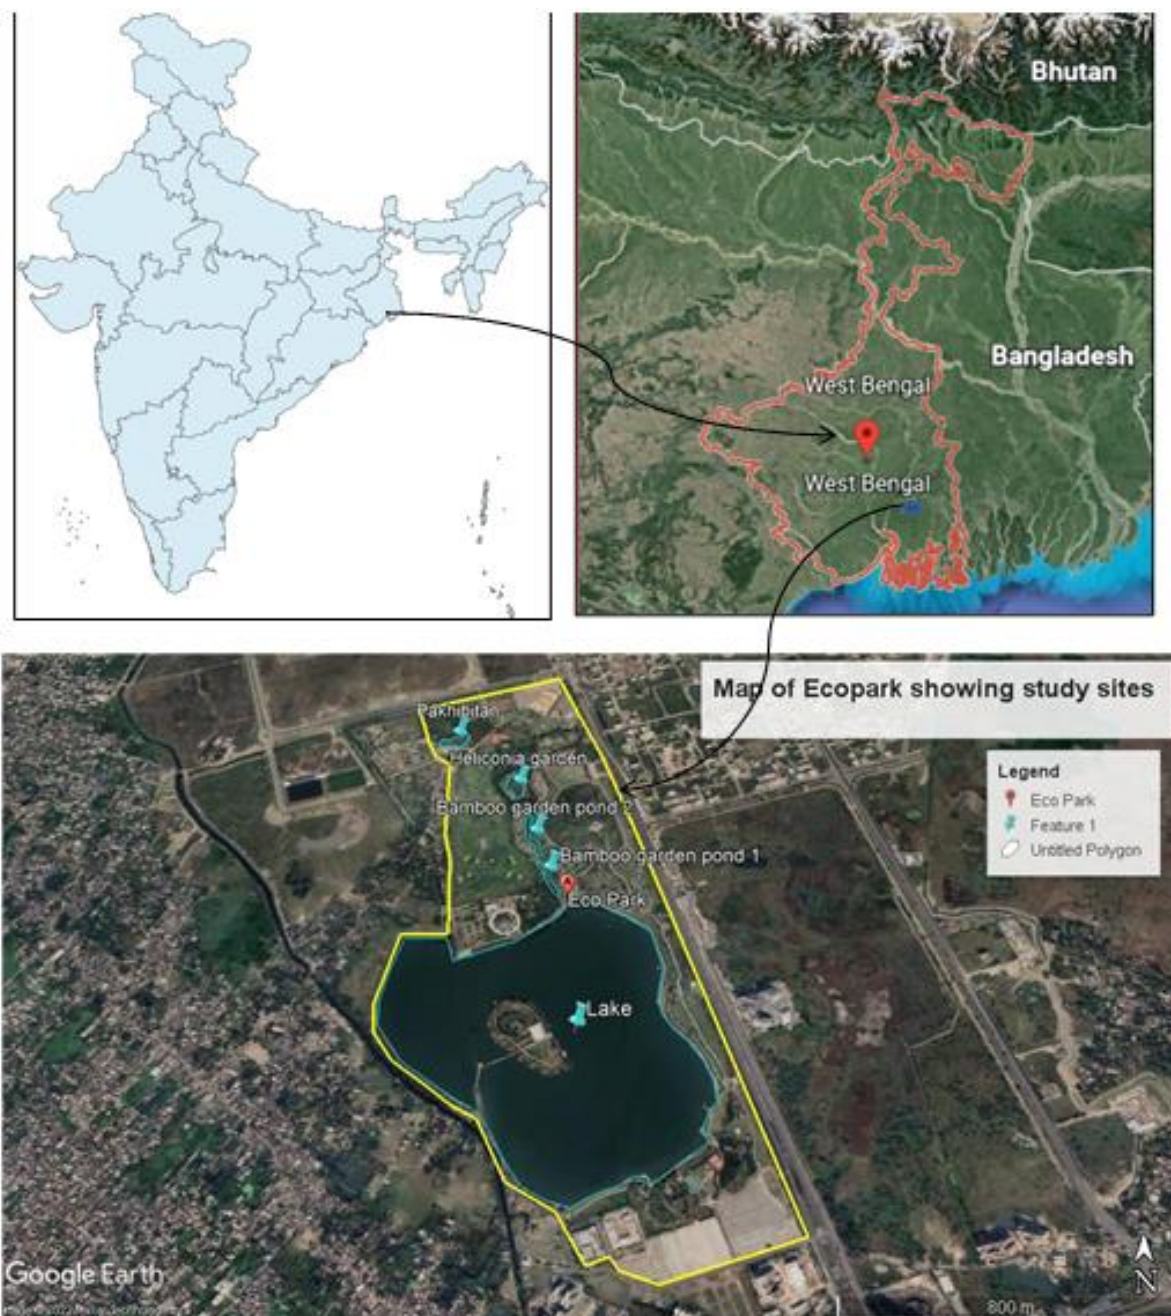 Bhutan
Bangladesh
West Bengal
West Bengal
Map of Ecopark showing study sites
Legend
Eco Park
Feature 1
Untitled Polygon
Pakhibitan
Heliconia garden
Bamboo garden pond 2
Bamboo garden pond 1
Eco Park
Lake
Google Earth
N
800 m